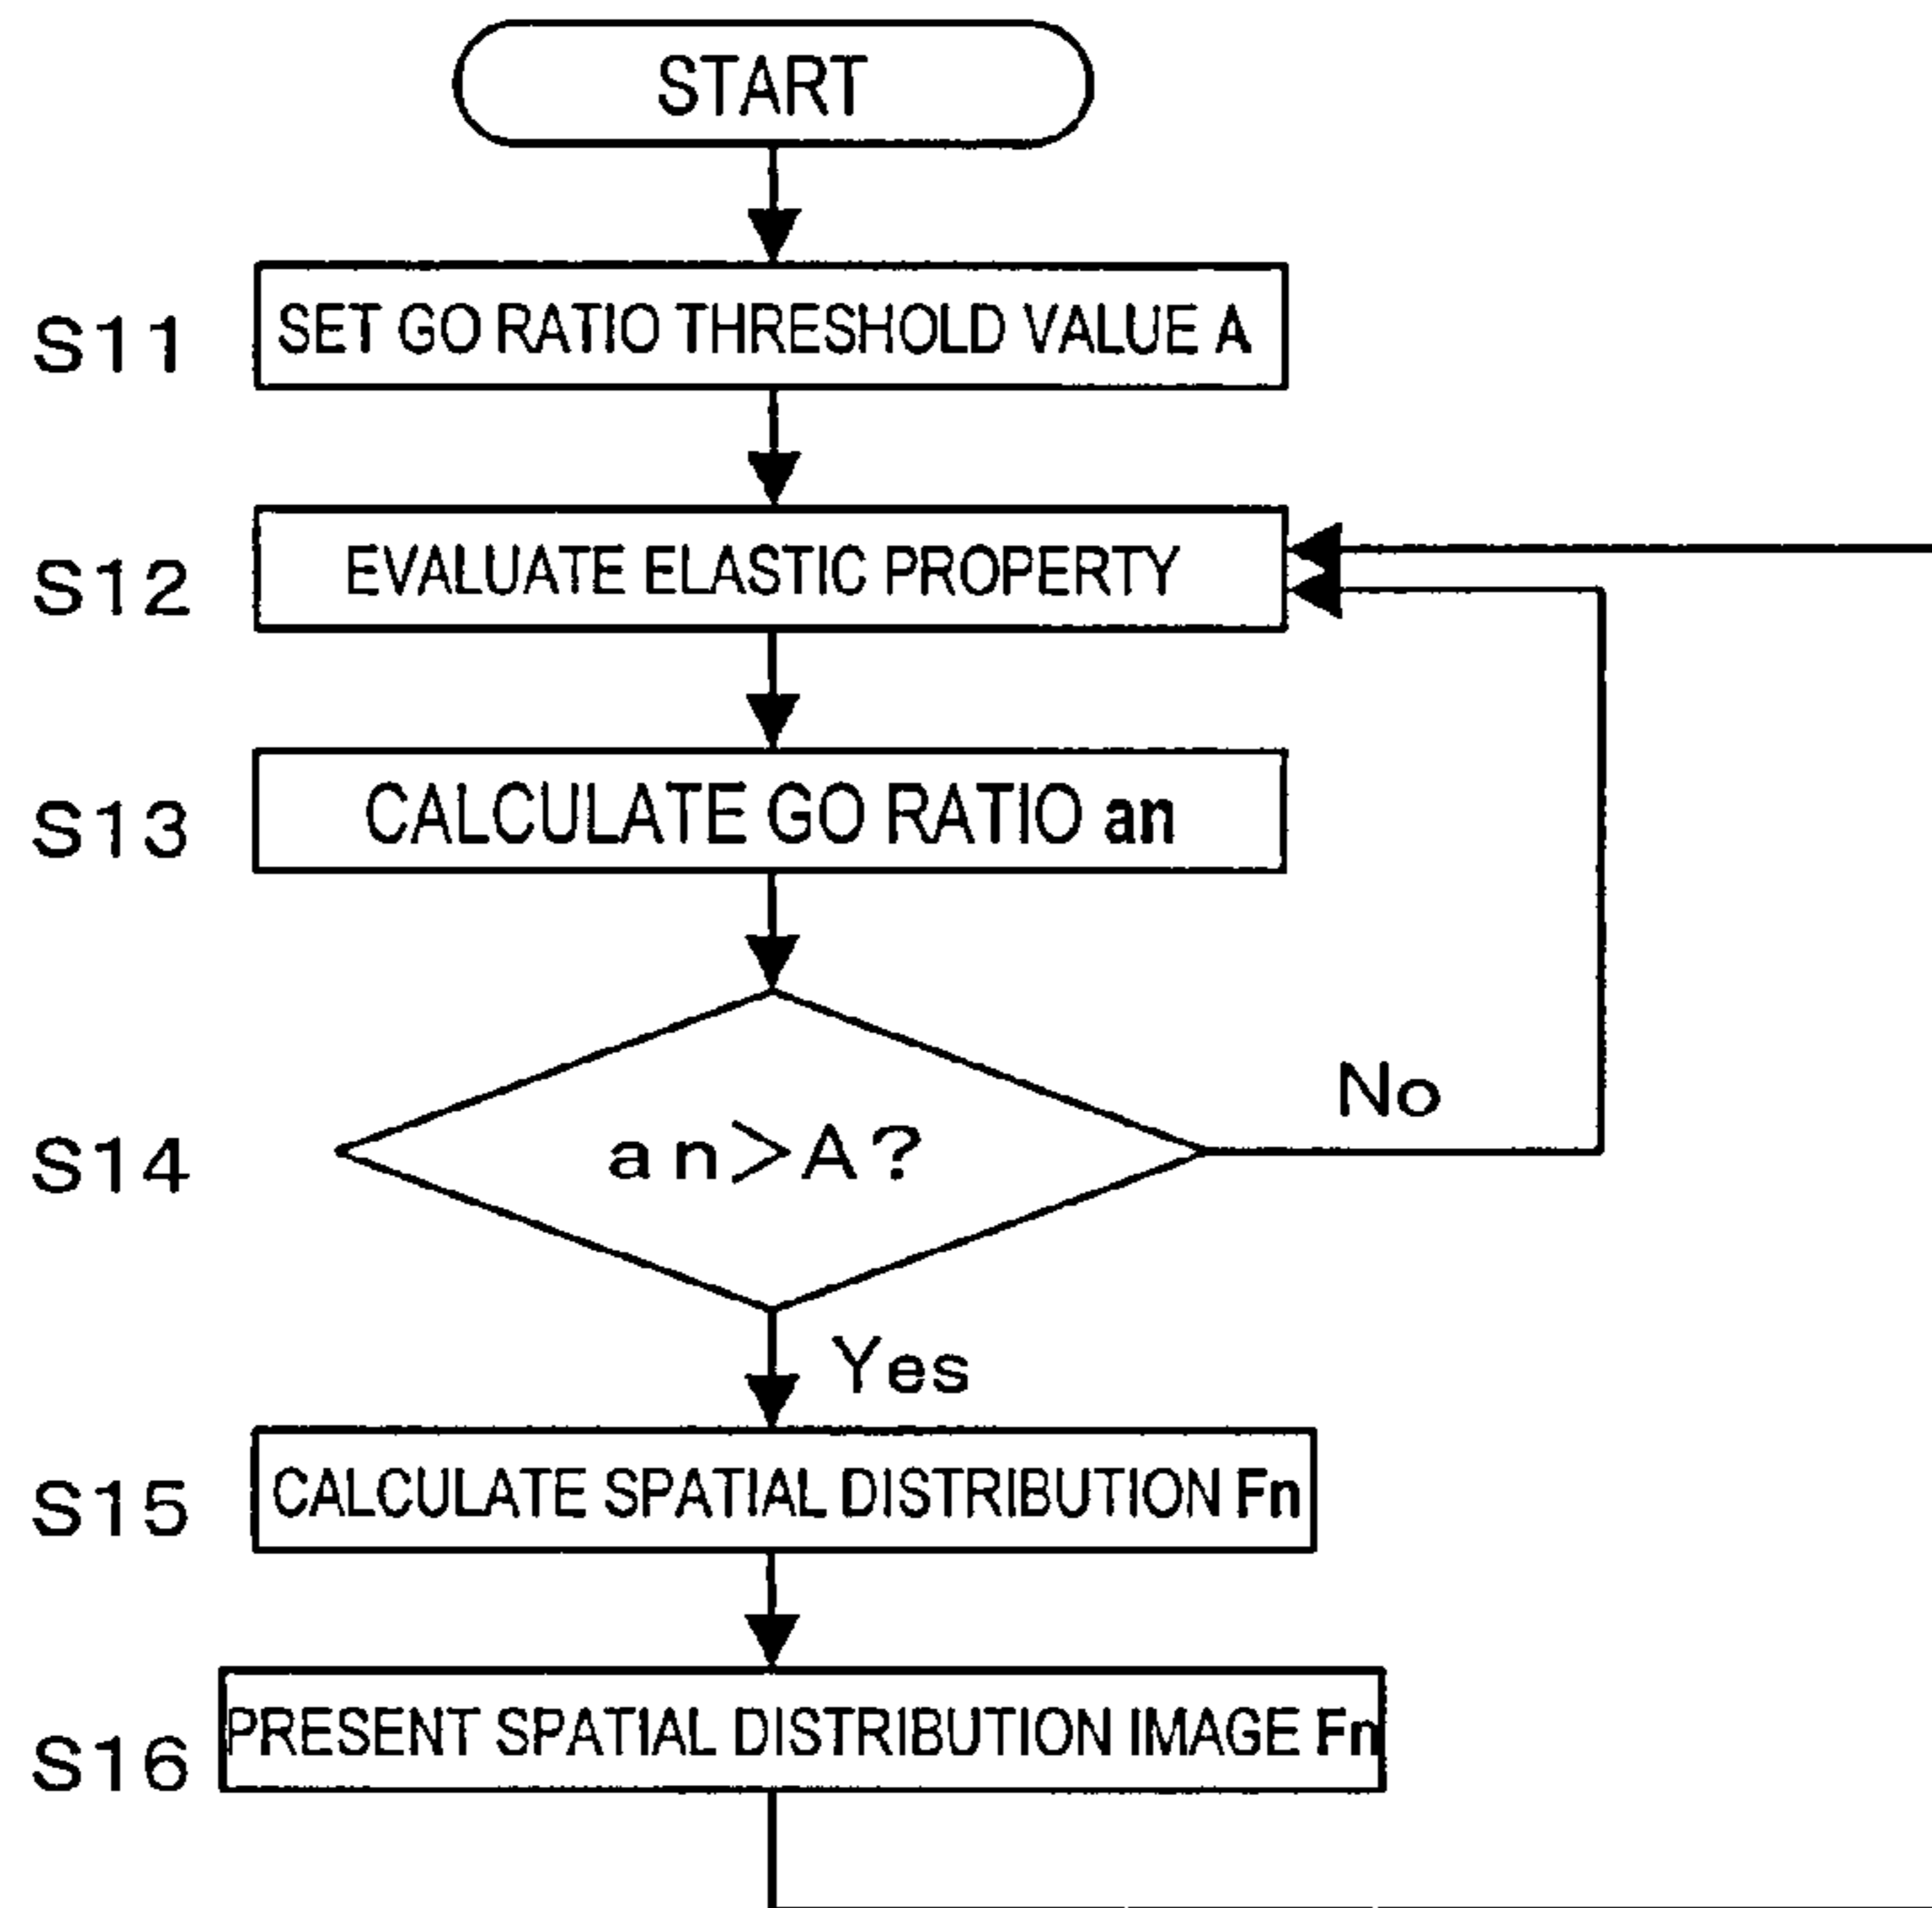 START
S11 SET GO RATIO THRESHOLD VALUE A
S12 EVALUATE ELASTIC PROPERTY
S13 CALCULATE GO RATIO an
No
S14 an>A?
Yes
S15 CALCULATE SPATIAL DISTRIBUTION Fn
S16 PRESENT SPATIAL DISTRIBUTION IMAGE Fn